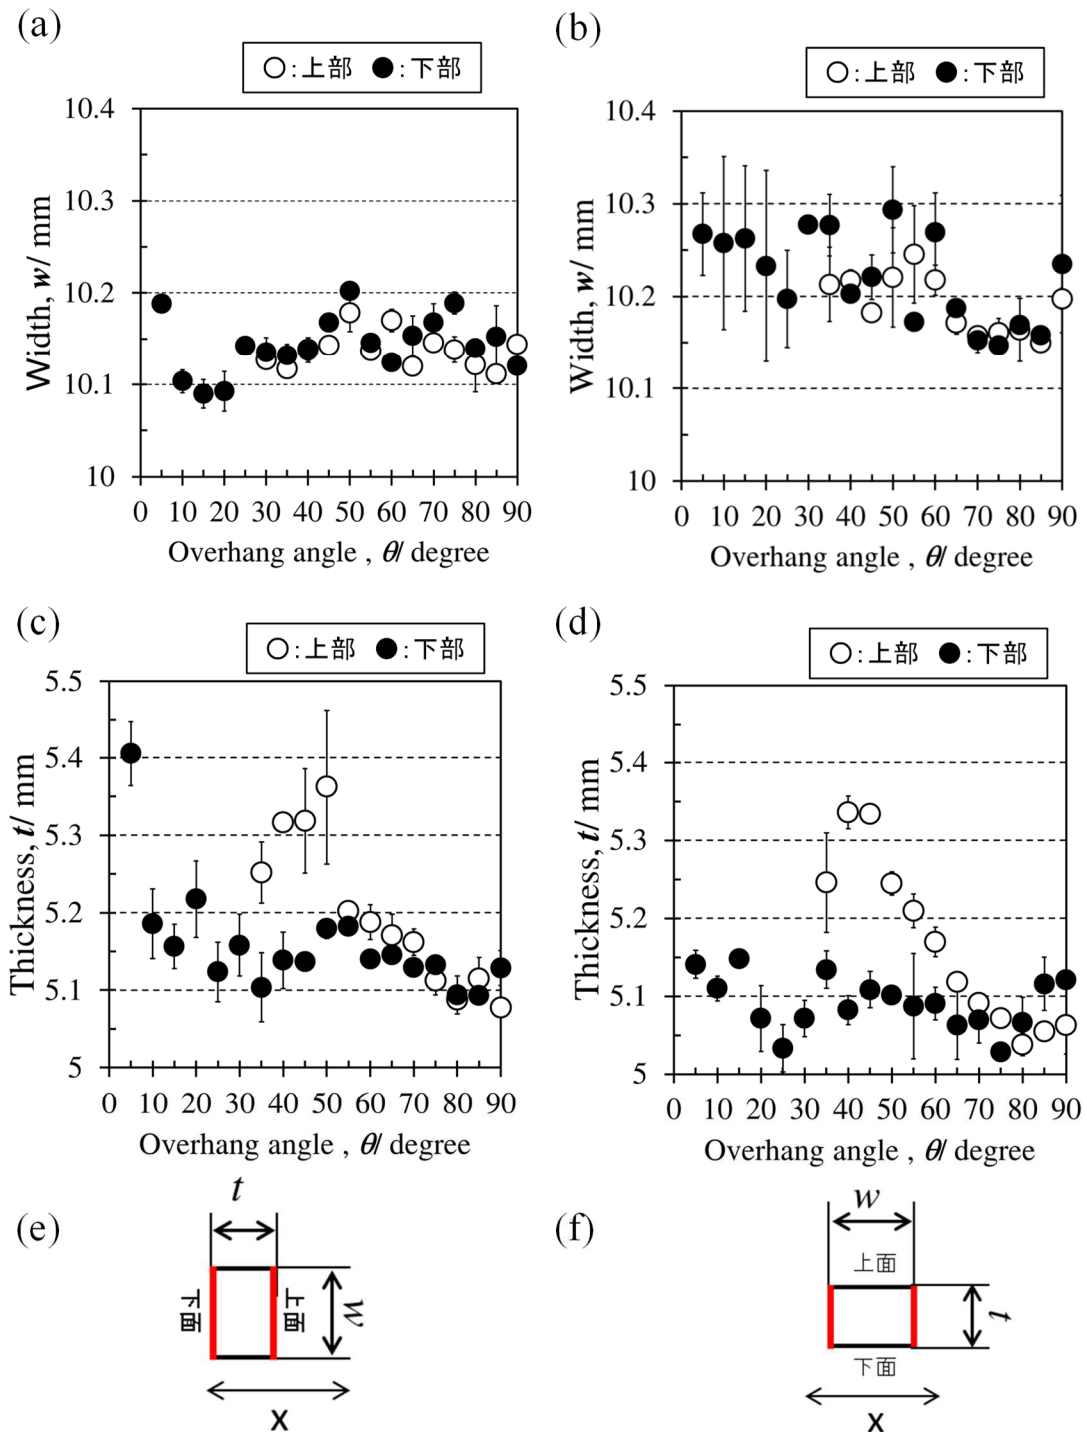 (a)
○:上部 ●:下部
10.4
10.3
10.2
10.1
10
Width, w/ mm
0 10 20 30 40 50 60 70 80 90
Overhang angle , θ/ degree
(b)
○:上部 ●:下部
10.4
10.3
10.2
10.1
10
Width, w/ mm
0 10 20 30 40 50 60 70 80 90
Overhang angle , θ/ degree
(c)
○:上部 ●:下部
5.5
5.4
5.3
5.2
5.1
5
Thickness, t/ mm
0 10 20 30 40 50 60 70 80 90
Overhang angle , θ/ degree
(d)
○:上部 ●:下部
5.5
5.4
5.3
5.2
5.1
5
Thickness, t/ mm
0 10 20 30 40 50 60 70 80 90
Overhang angle , θ/ degree
(e)
t
下面
上面
w
X
(f)
w
上面
t
下面
X